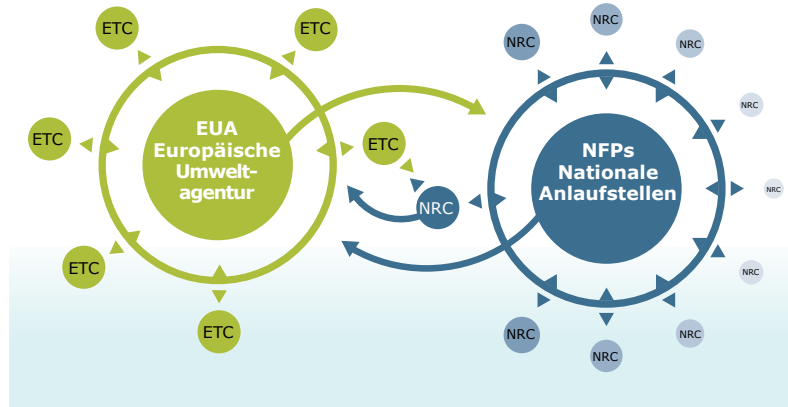 ETC
ETC
ETC
EUA
Europäische
Umwelt-
agentur
ETC
ETC
ETC
NRC
NRC
NRC
NRC
NRC
NRC
NFPs
Nationale
Anlaufstellen
NRC
NRC
NRC
NRC
NRC